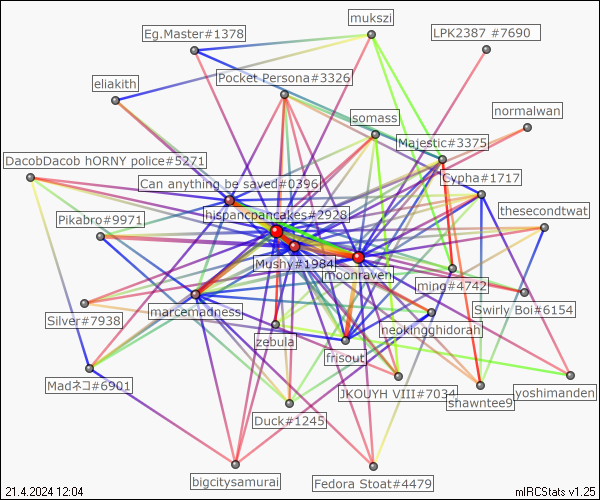 mukszi
Eg.Master#1378
LPK2387 #7690
Pocket Persona#3326
eliakith
normalwan
somass
Majestic#3375
DacobDacob hORNY police#5271
Cypha#1717
Can anything be saved#0396
hispancpancakes#2928
thesecondtwat
Pikabro#9971
Mushy#1984
moonraven
ming#4742
Swirly Boi#6154
marcemadness
Silver#7938
neokingghidorah
zebula
frisout
Madネコ#6901
JKOUYH VIII#7034
shawntee9
yoshimanden
Duck#1245
bigcitysamurai
Fedora Stoat#4479
21.4.2024 12:04
mIRCStats v1.25